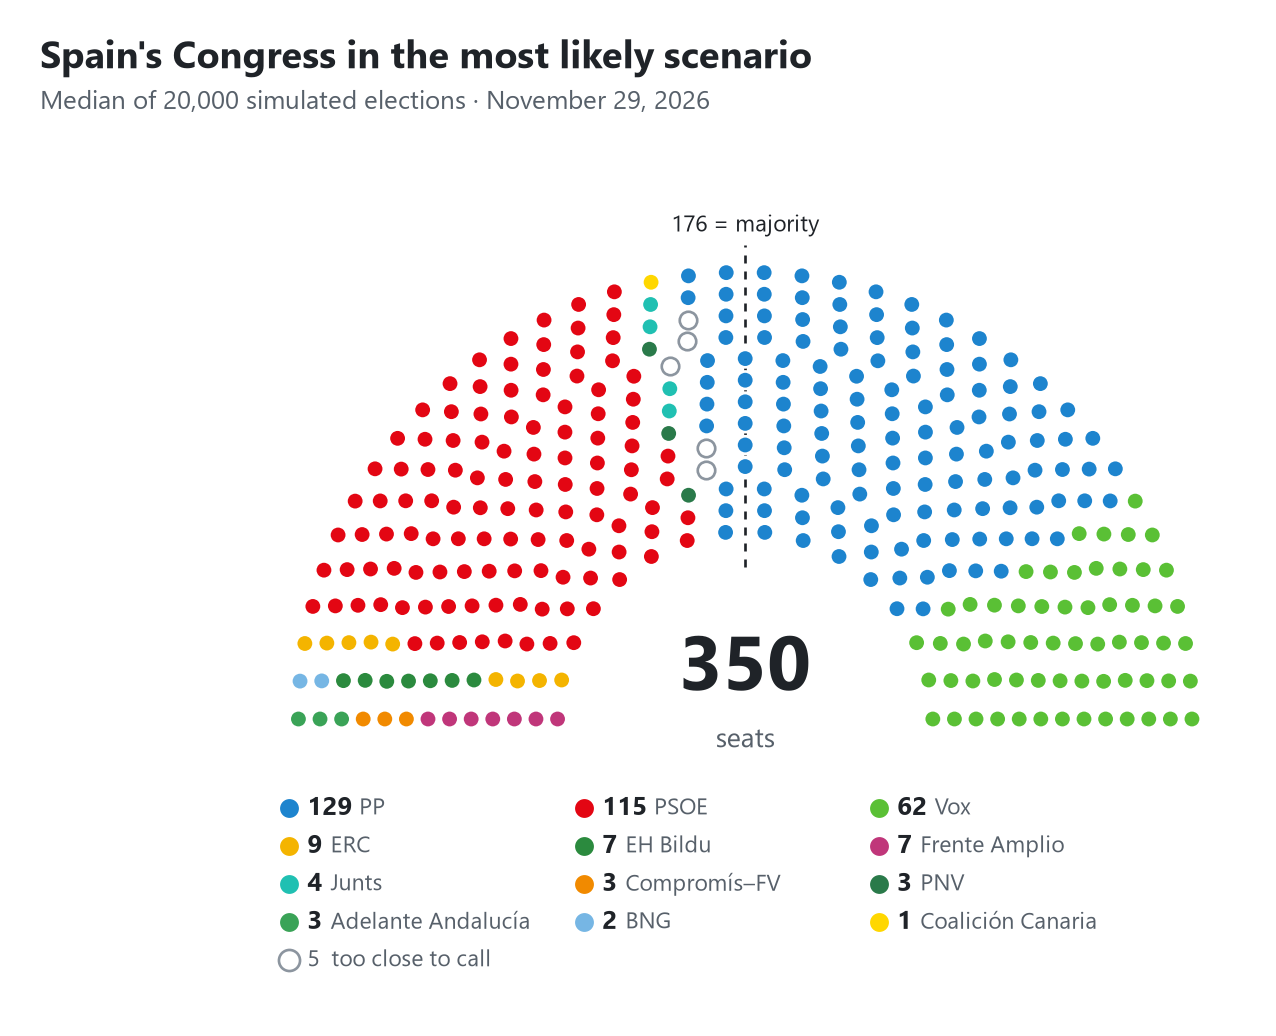 Spain's Congress in the most likely scenario
Median of 20,000 simulated elections · November 29, 2026
176 = majority
350
seats
129 PP
115 PSOE
62 Vox
9 ERC
7 EH Bildu
7 Frente Amplio
4 Junts
3 Compromís–FV
3 PNV
3 Adelante Andalucía
2 BNG
1 Coalición Canaria
5 too close to call